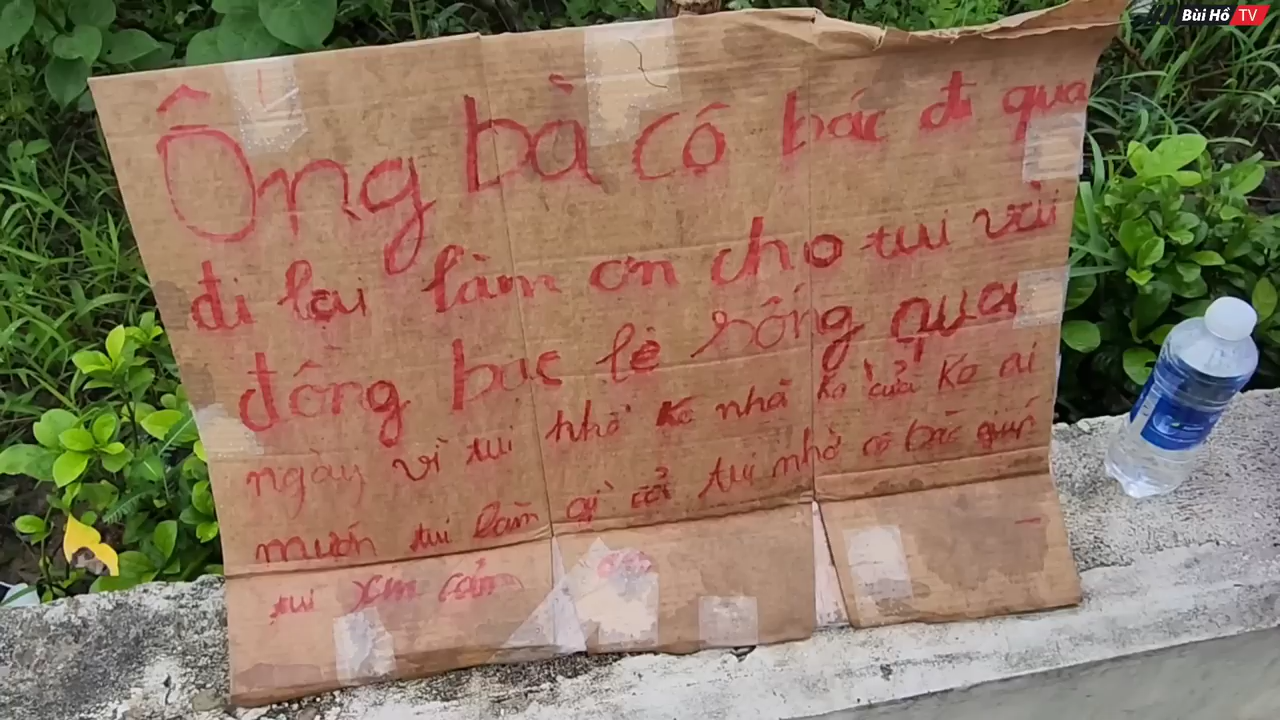 Bùi Hồ TV
Ông bà cô bác đi qua
đi lại làm ơn cho tui vài
đồng bạc lẻ sống qua
ngày vì tui nhỏ ko nhà ko cửa ko ai
mướn tui làm gì cả tui nhờ cô bác giúp
tui xin cảm ơn